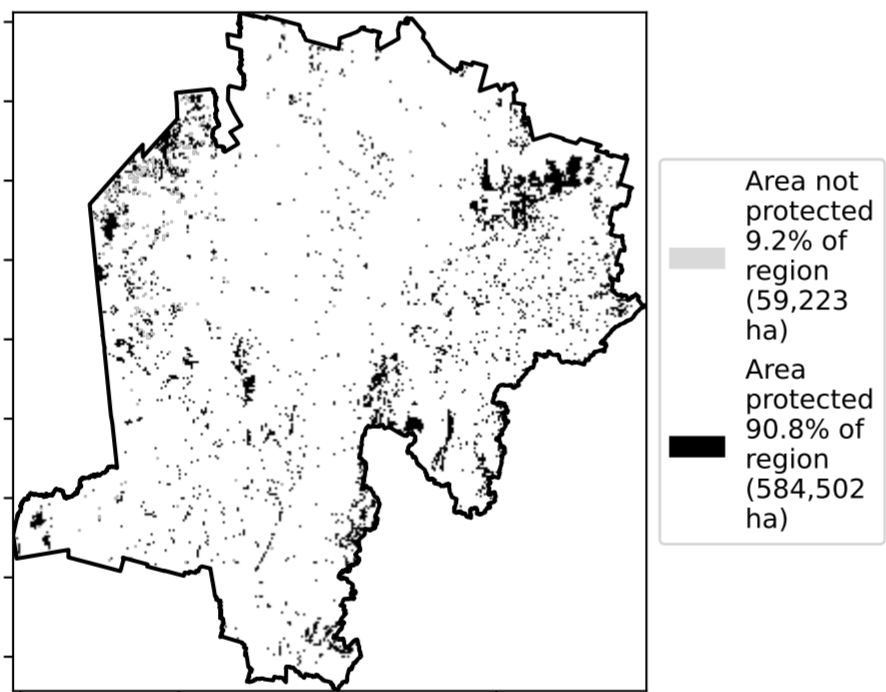 Area not
protected
9.2% of
region
(59,223
ha)
Area
protected
90.8% of
region
(584,502
ha)